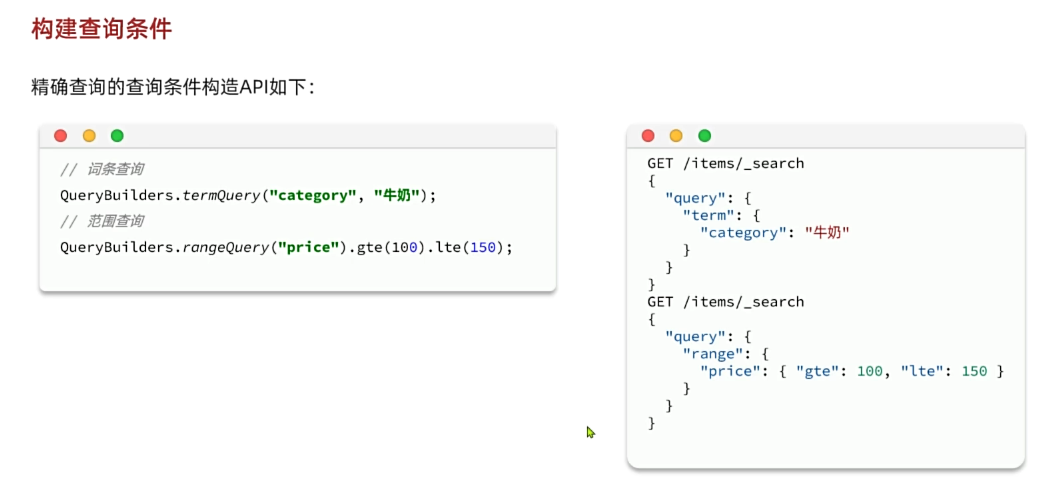 构建查询条件
精确查询的查询条件构造API如下：
// 词条查询
QueryBuilders.termQuery("category", "牛奶");
// 范围查询
QueryBuilders.rangeQuery("price").gte(100).lte(150);
GET /items/_search
{
  "query": {
    "term": {
      "category": "牛奶"
    }
  }
}
GET /items/_search
{
  "query": {
    "range": {
      "price": { "gte": 100, "lte": 150 }
    }
  }
}